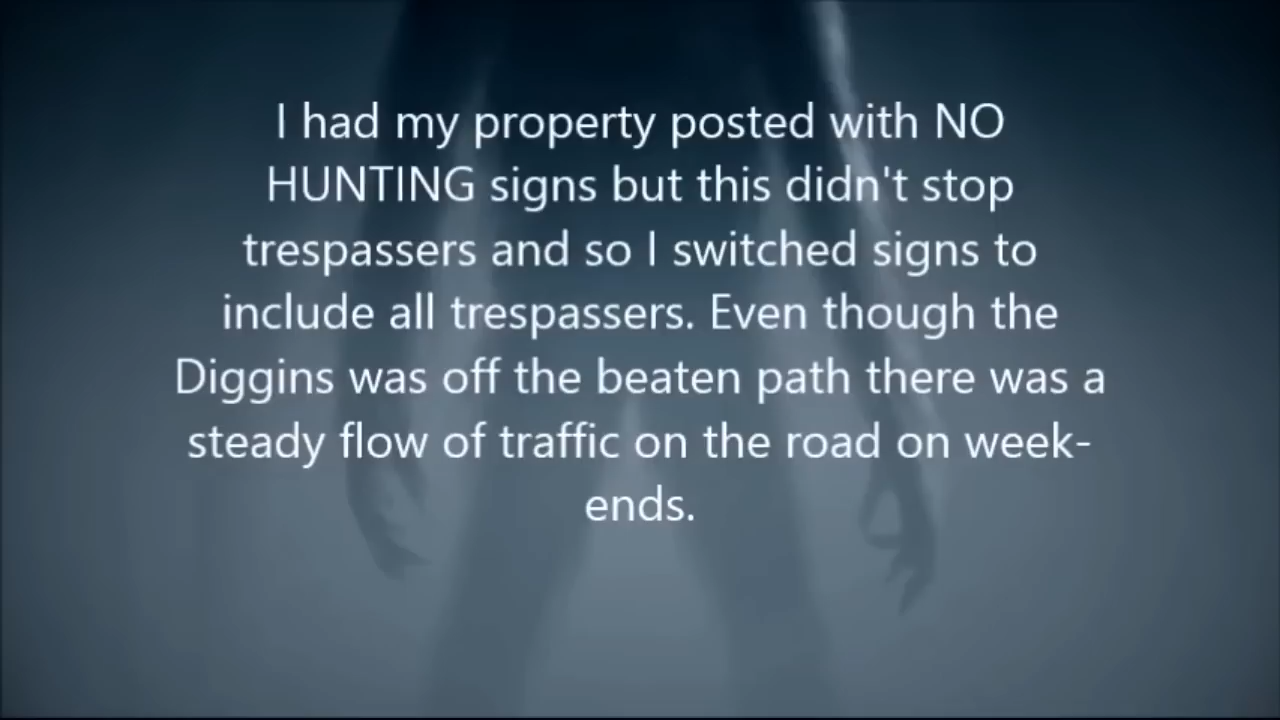 I had my property posted with NO
HUNTING signs but this didn't stop
trespassers and so I switched signs to
include all trespassers. Even though the
Diggins was off the beaten path there was a
steady flow of traffic on the road on week-
ends.